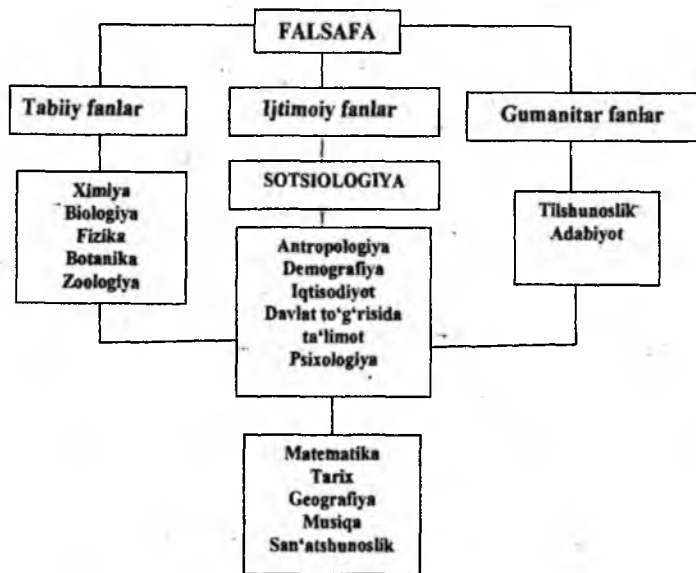 FALSAFA
Tabiiy fanlar
Ijtimoiy fanlar
Gumanitar fanlar
SOTSIOLOGIYA
Ximiya
Biologiya
Fizika
Botanika
Zoologiya
Antropologiya
Demografiya
Iqtisodiyot
Davlat to‘g‘risida
ta'limot
Psixologiya
Tilshunoslik
Adabiyot
Matematika
Tarix
Geografiya
Musiqa
San‘atshunoslik